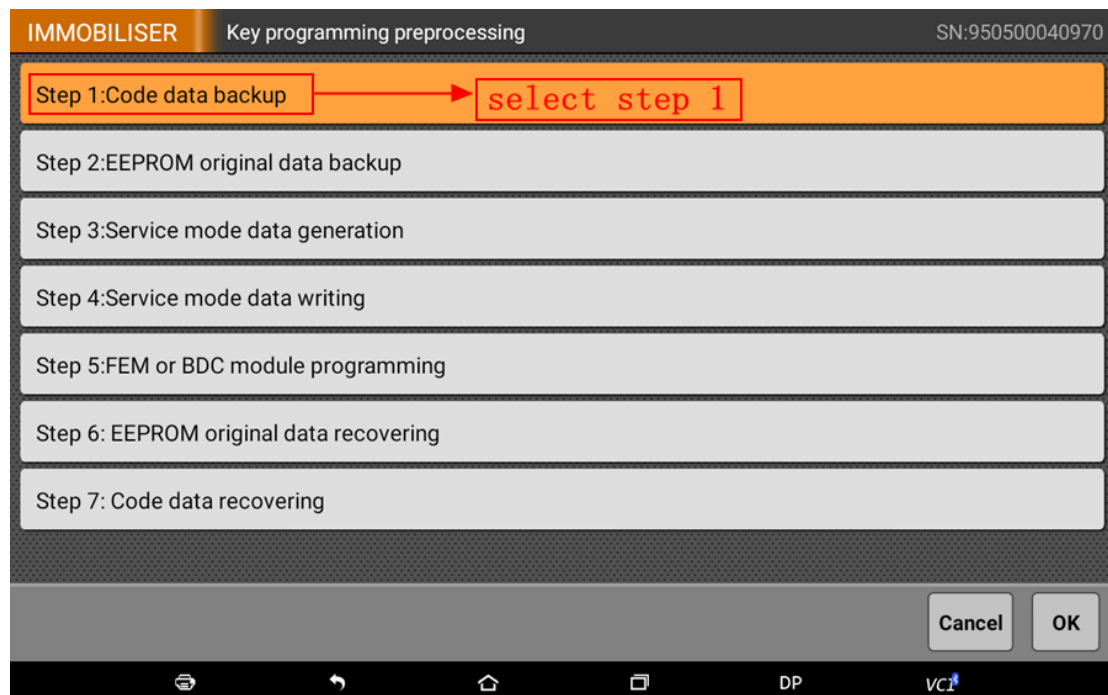 IMMOBILISER Key programming preprocessing SN:950500040970
Step 1:Code data backup select step 1
Step 2:EEPROM original data backup
Step 3:Service mode data generation
Step 4:Service mode data writing
Step 5:FEM or BDC module programming
Step 6: EEPROM original data recovering
Step 7: Code data recovering
Cancel OK
DP VCI